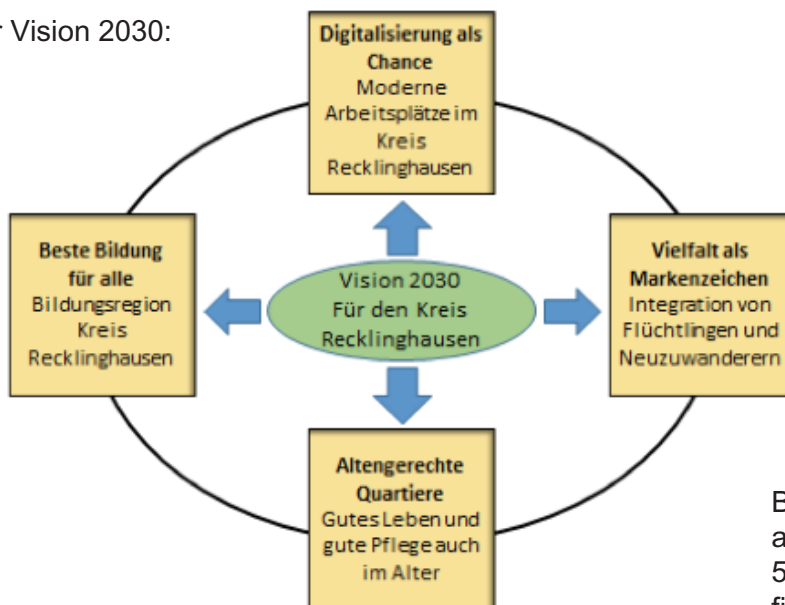 r Vision 2030:
Digitalisierung als
Chance
Moderne
Arbeitsplätze im
Kreis
Recklinghausen
Beste Bildung
für alle
Bildungsregion
Kreis
Recklinghausen
Vision 2030
Für den Kreis
Recklinghausen
Vielfalt als
Markenzeichen
Integration von
Flüchtlingen und
Neuzuwanderern
Altengerechte
Quartiere
Gutes Leben und
gute Pflege auch
im Alter